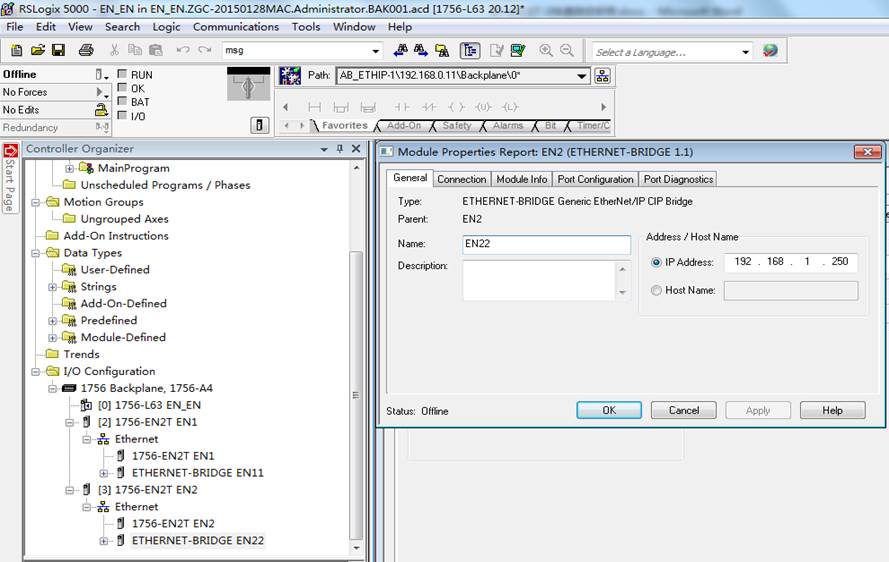 RSLogix 5000 - EN_EN in EN_EN.ZGC-20150128MAC.Administrator.BAK001.acd [1756-L63 20.12]*
File Edit View Search Logic Communications Tools Window Help
msg
Select a Language...
Offline
RUN
No Forces
OK
No Edits
BAT
Redundancy
I/O
Path: AB_ETHIP-1\192.168.0.11\Backplane\0*
Favorites Add-On Safety Alarms Bit Timer/C
Start Page
Controller Organizer
MainProgram
Unscheduled Programs / Phases
Motion Groups
Ungrouped Axes
Add-On Instructions
Data Types
User-Defined
Strings
Add-On-Defined
Predefined
Module-Defined
Trends
I/O Configuration
1756 Backplane, 1756-A4
[0] 1756-L63 EN_EN
[2] 1756-EN2T EN1
Ethernet
1756-EN2T EN1
ETHERNET-BRIDGE EN11
[3] 1756-EN2T EN2
Ethernet
1756-EN2T EN2
ETHERNET-BRIDGE EN22
Module Properties Report: EN2 (ETHERNET-BRIDGE 1.1)
General Connection Module Info Port Configuration Port Diagnostics
Type: ETHERNET-BRIDGE Generic EtherNet/IP CIP Bridge
Parent: EN2
Name: EN22
Description:
Address / Host Name
IP Address: 192 . 168 . 1 . 250
Host Name:
Status: Offline
OK Cancel Apply Help